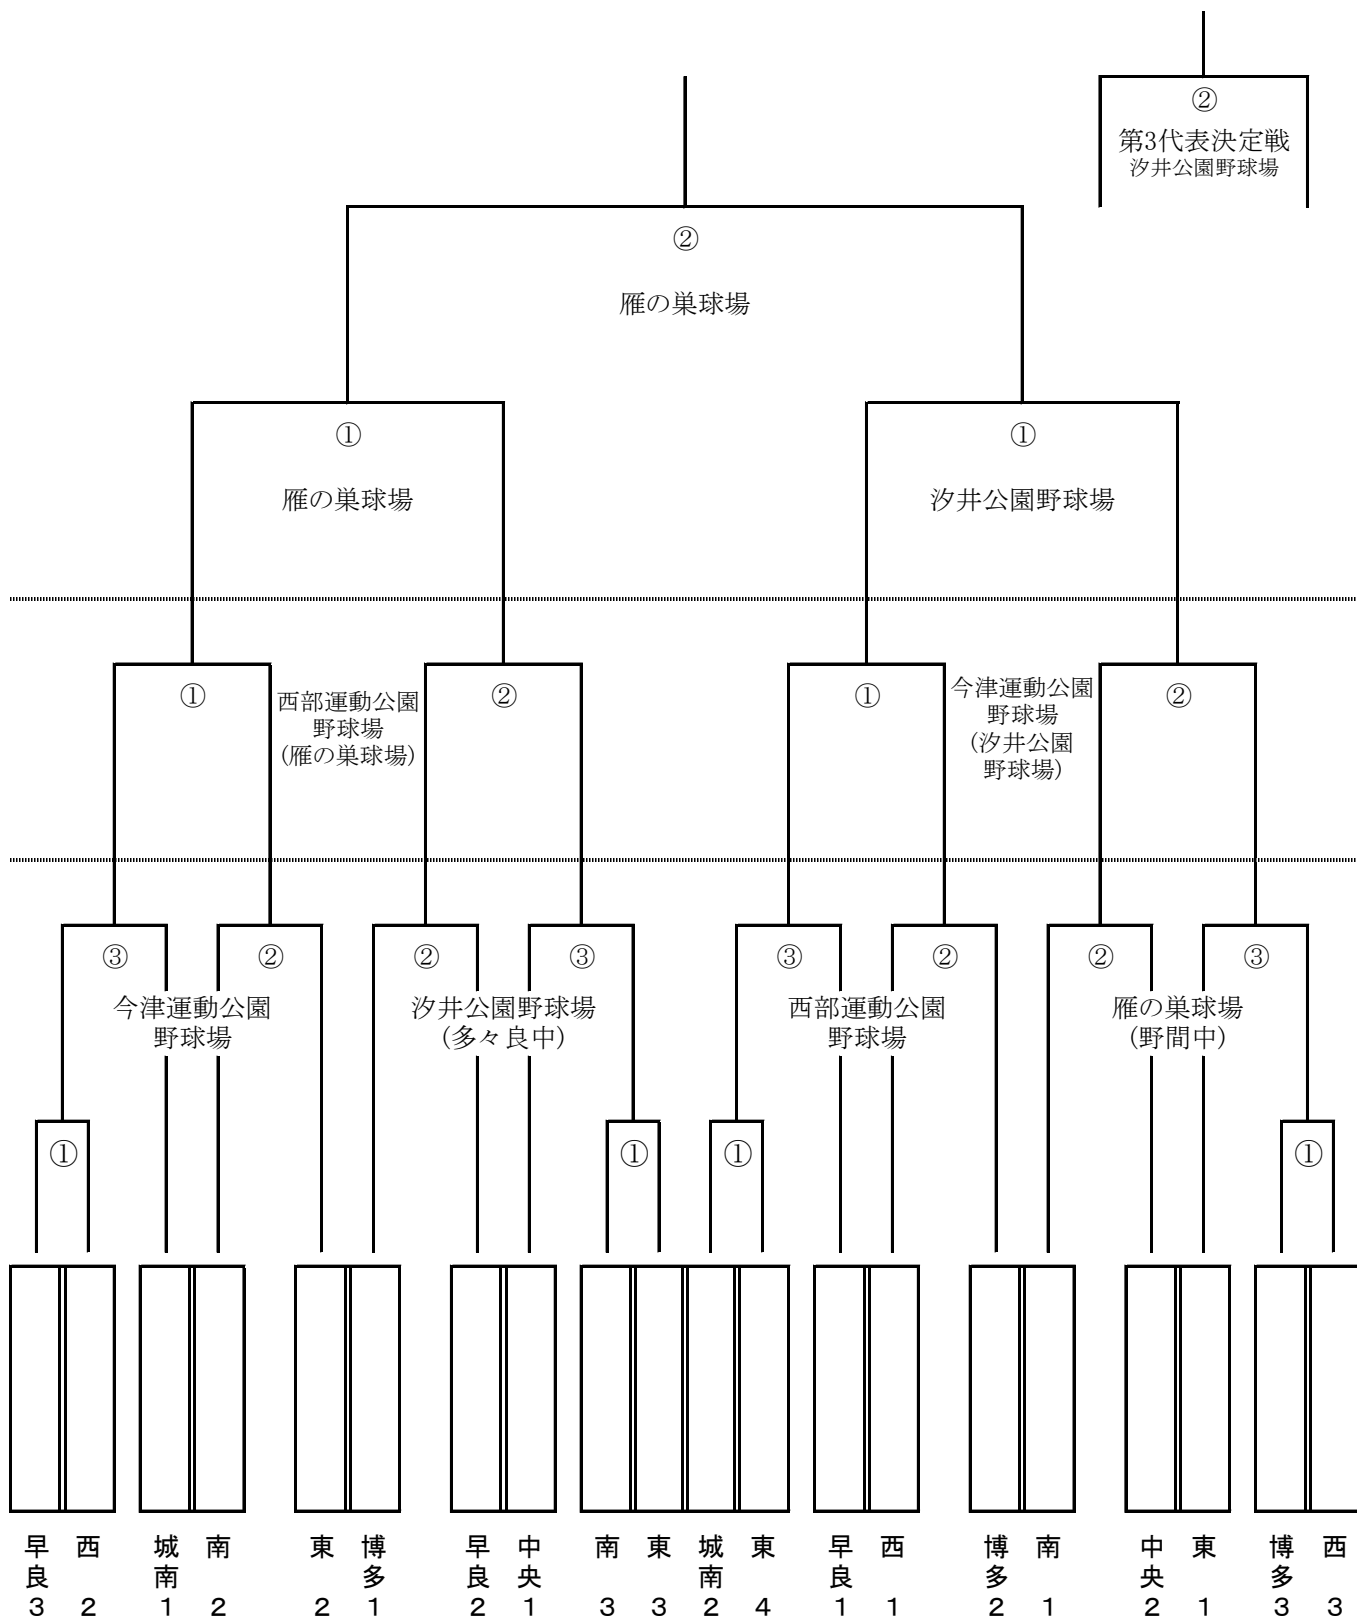 ②
第3代表決定戦
汐井公園野球場
②
雁の巣球場
①
雁の巣球場
①
汐井公園野球場
①
西部運動公園
野球場
(雁の巣球場)
②
①
今津運動公園
野球場
(汐井公園
野球場)
②
③
②
今津運動公園
野球場
②
③
汐井公園野球場
(多々良中)
③
②
西部運動公園
野球場
②
③
雁の巣球場
(野間中)
①
①
①
①
早良3
西2
城南1
南2
東2
博多1
早良2
中央1
南3
東3
城南2
東4
早良1
西1
博多2
南1
中央2
東1
博多3
西3